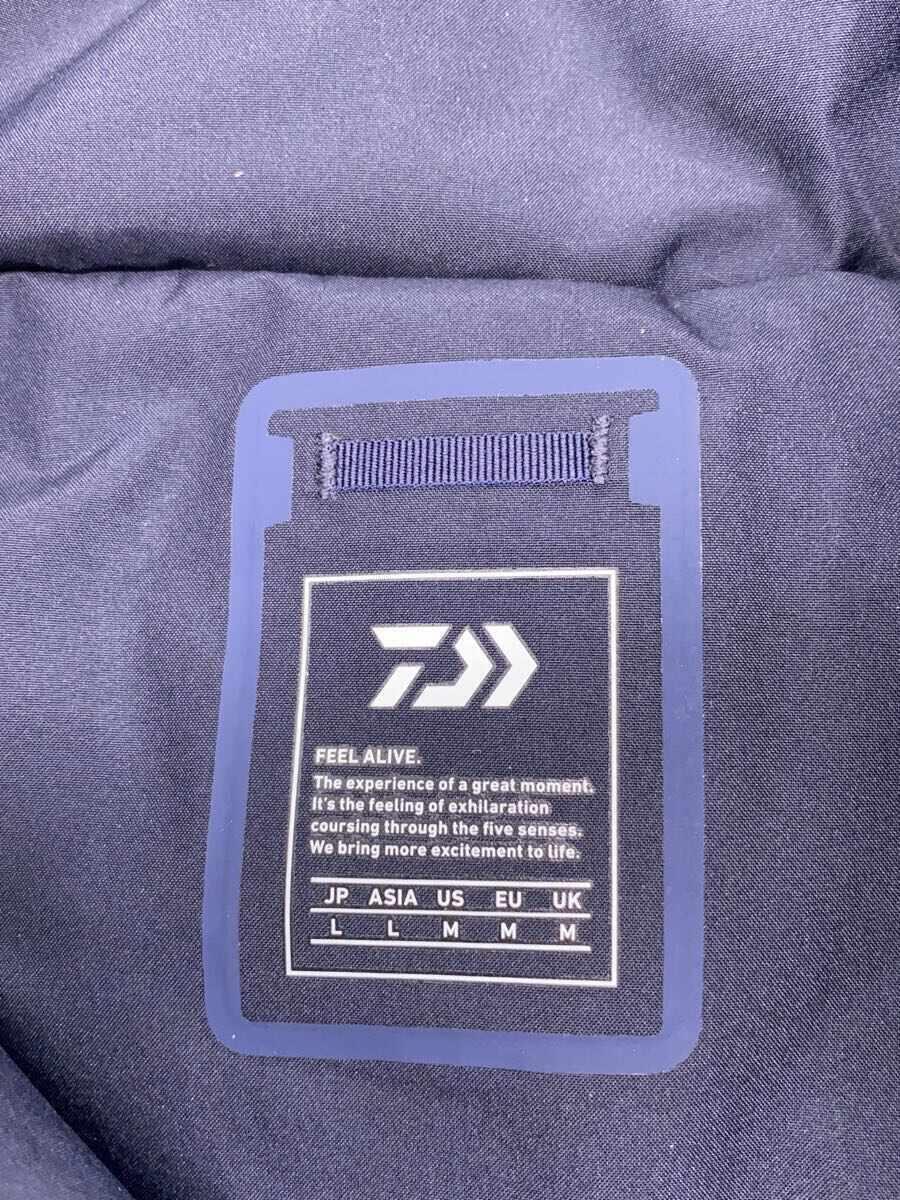 FEEL ALIVE.
The experience of a great moment.
It's the feeling of exhilaration
coursing through the five senses.
We bring more excitement to life.
JP ASIA US EU UK
L L M M M